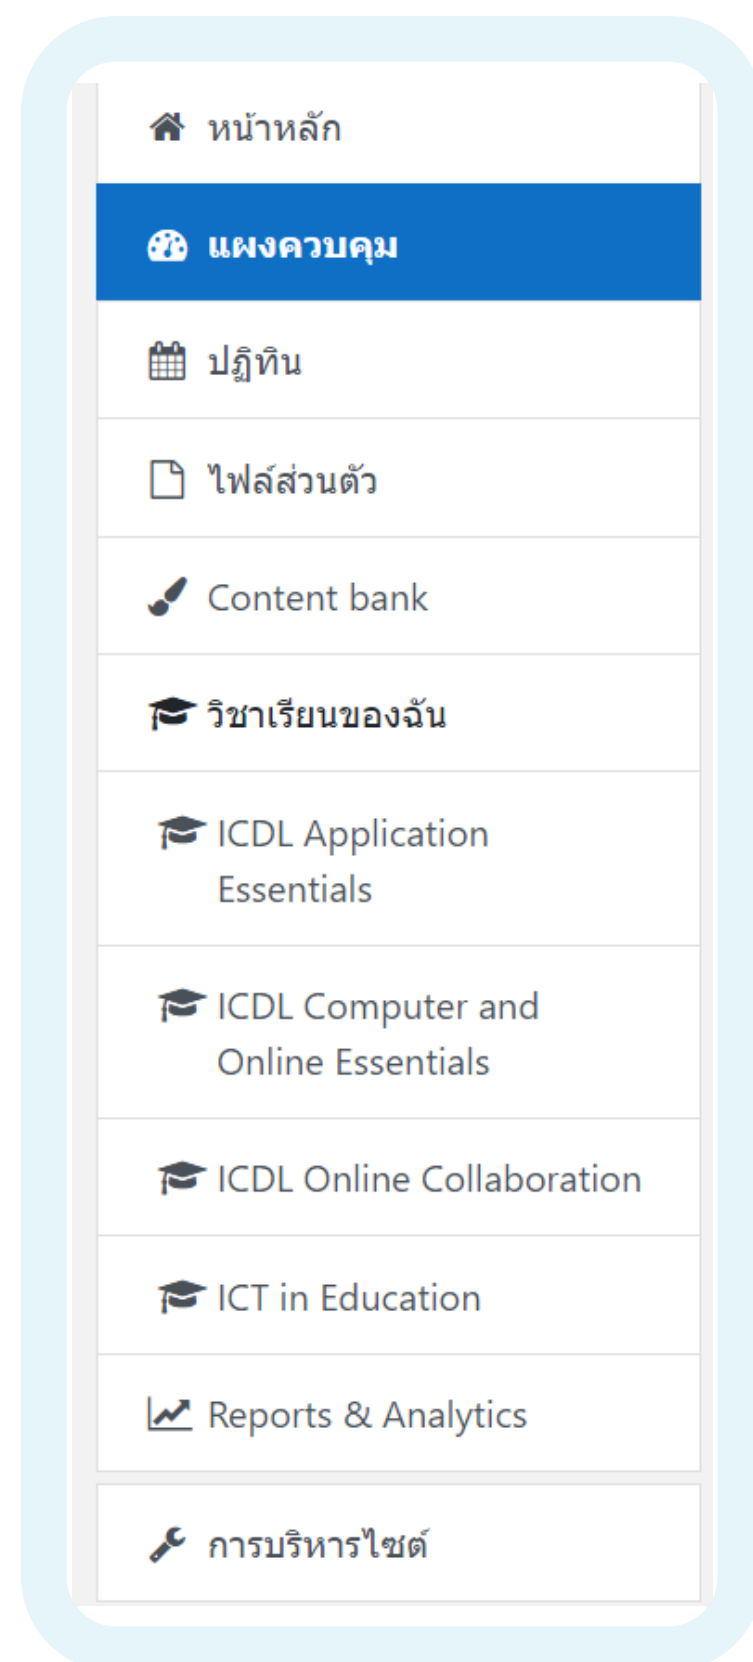 หน้าหลัก
แผงควบคุม
ปฏิทิน
ไฟล์ส่วนตัว
Content bank
วิชาเรียนของฉัน
ICDL Application
Essentials
ICDL Computer and
Online Essentials
ICDL Online Collaboration
ICT in Education
Reports & Analytics
การบริหารไซต์